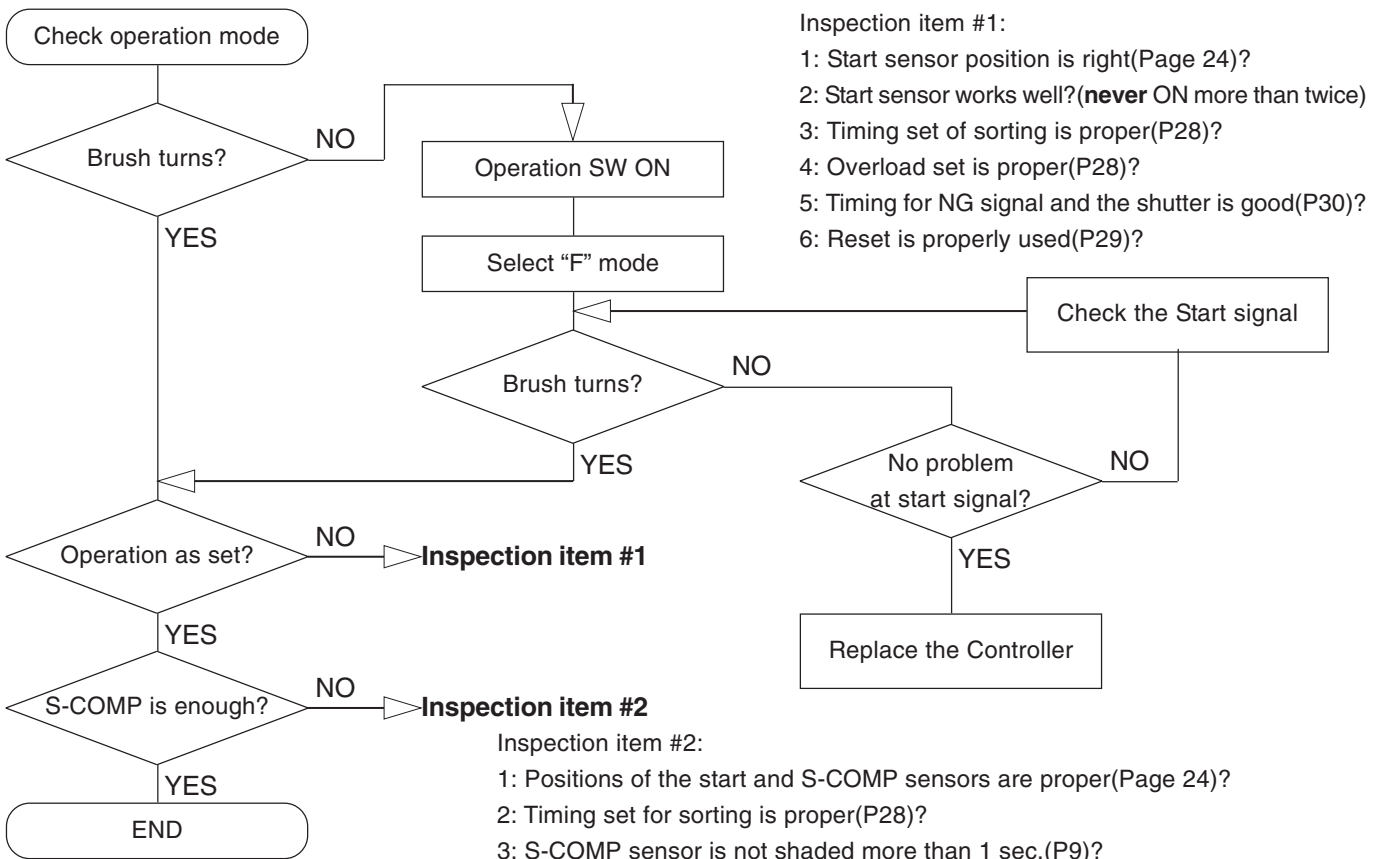 Check operation mode
Brush turns?
NO
YES
Operation SW ON
Select “F” mode
Brush turns?
NO
YES
Check the Start signal
No problem
at start signal?
NO
YES
Replace the Controller
Operation as set?
NO
Inspection item #1
YES
S-COMP is enough?
NO
Inspection item #2
YES
END
Inspection item #1:
1: Start sensor position is right(Page 24)?
2: Start sensor works well?(never ON more than twice)
3: Timing set of sorting is proper(P28)?
4: Overload set is proper(P28)?
5: Timing for NG signal and the shutter is good(P30)?
6: Reset is properly used(P29)?
Inspection item #2:
1: Positions of the start and S-COMP sensors are proper(Page 24)?
2: Timing set for sorting is proper(P28)?
3: S-COMP sensor is not shaded more than 1 sec.(P9)?